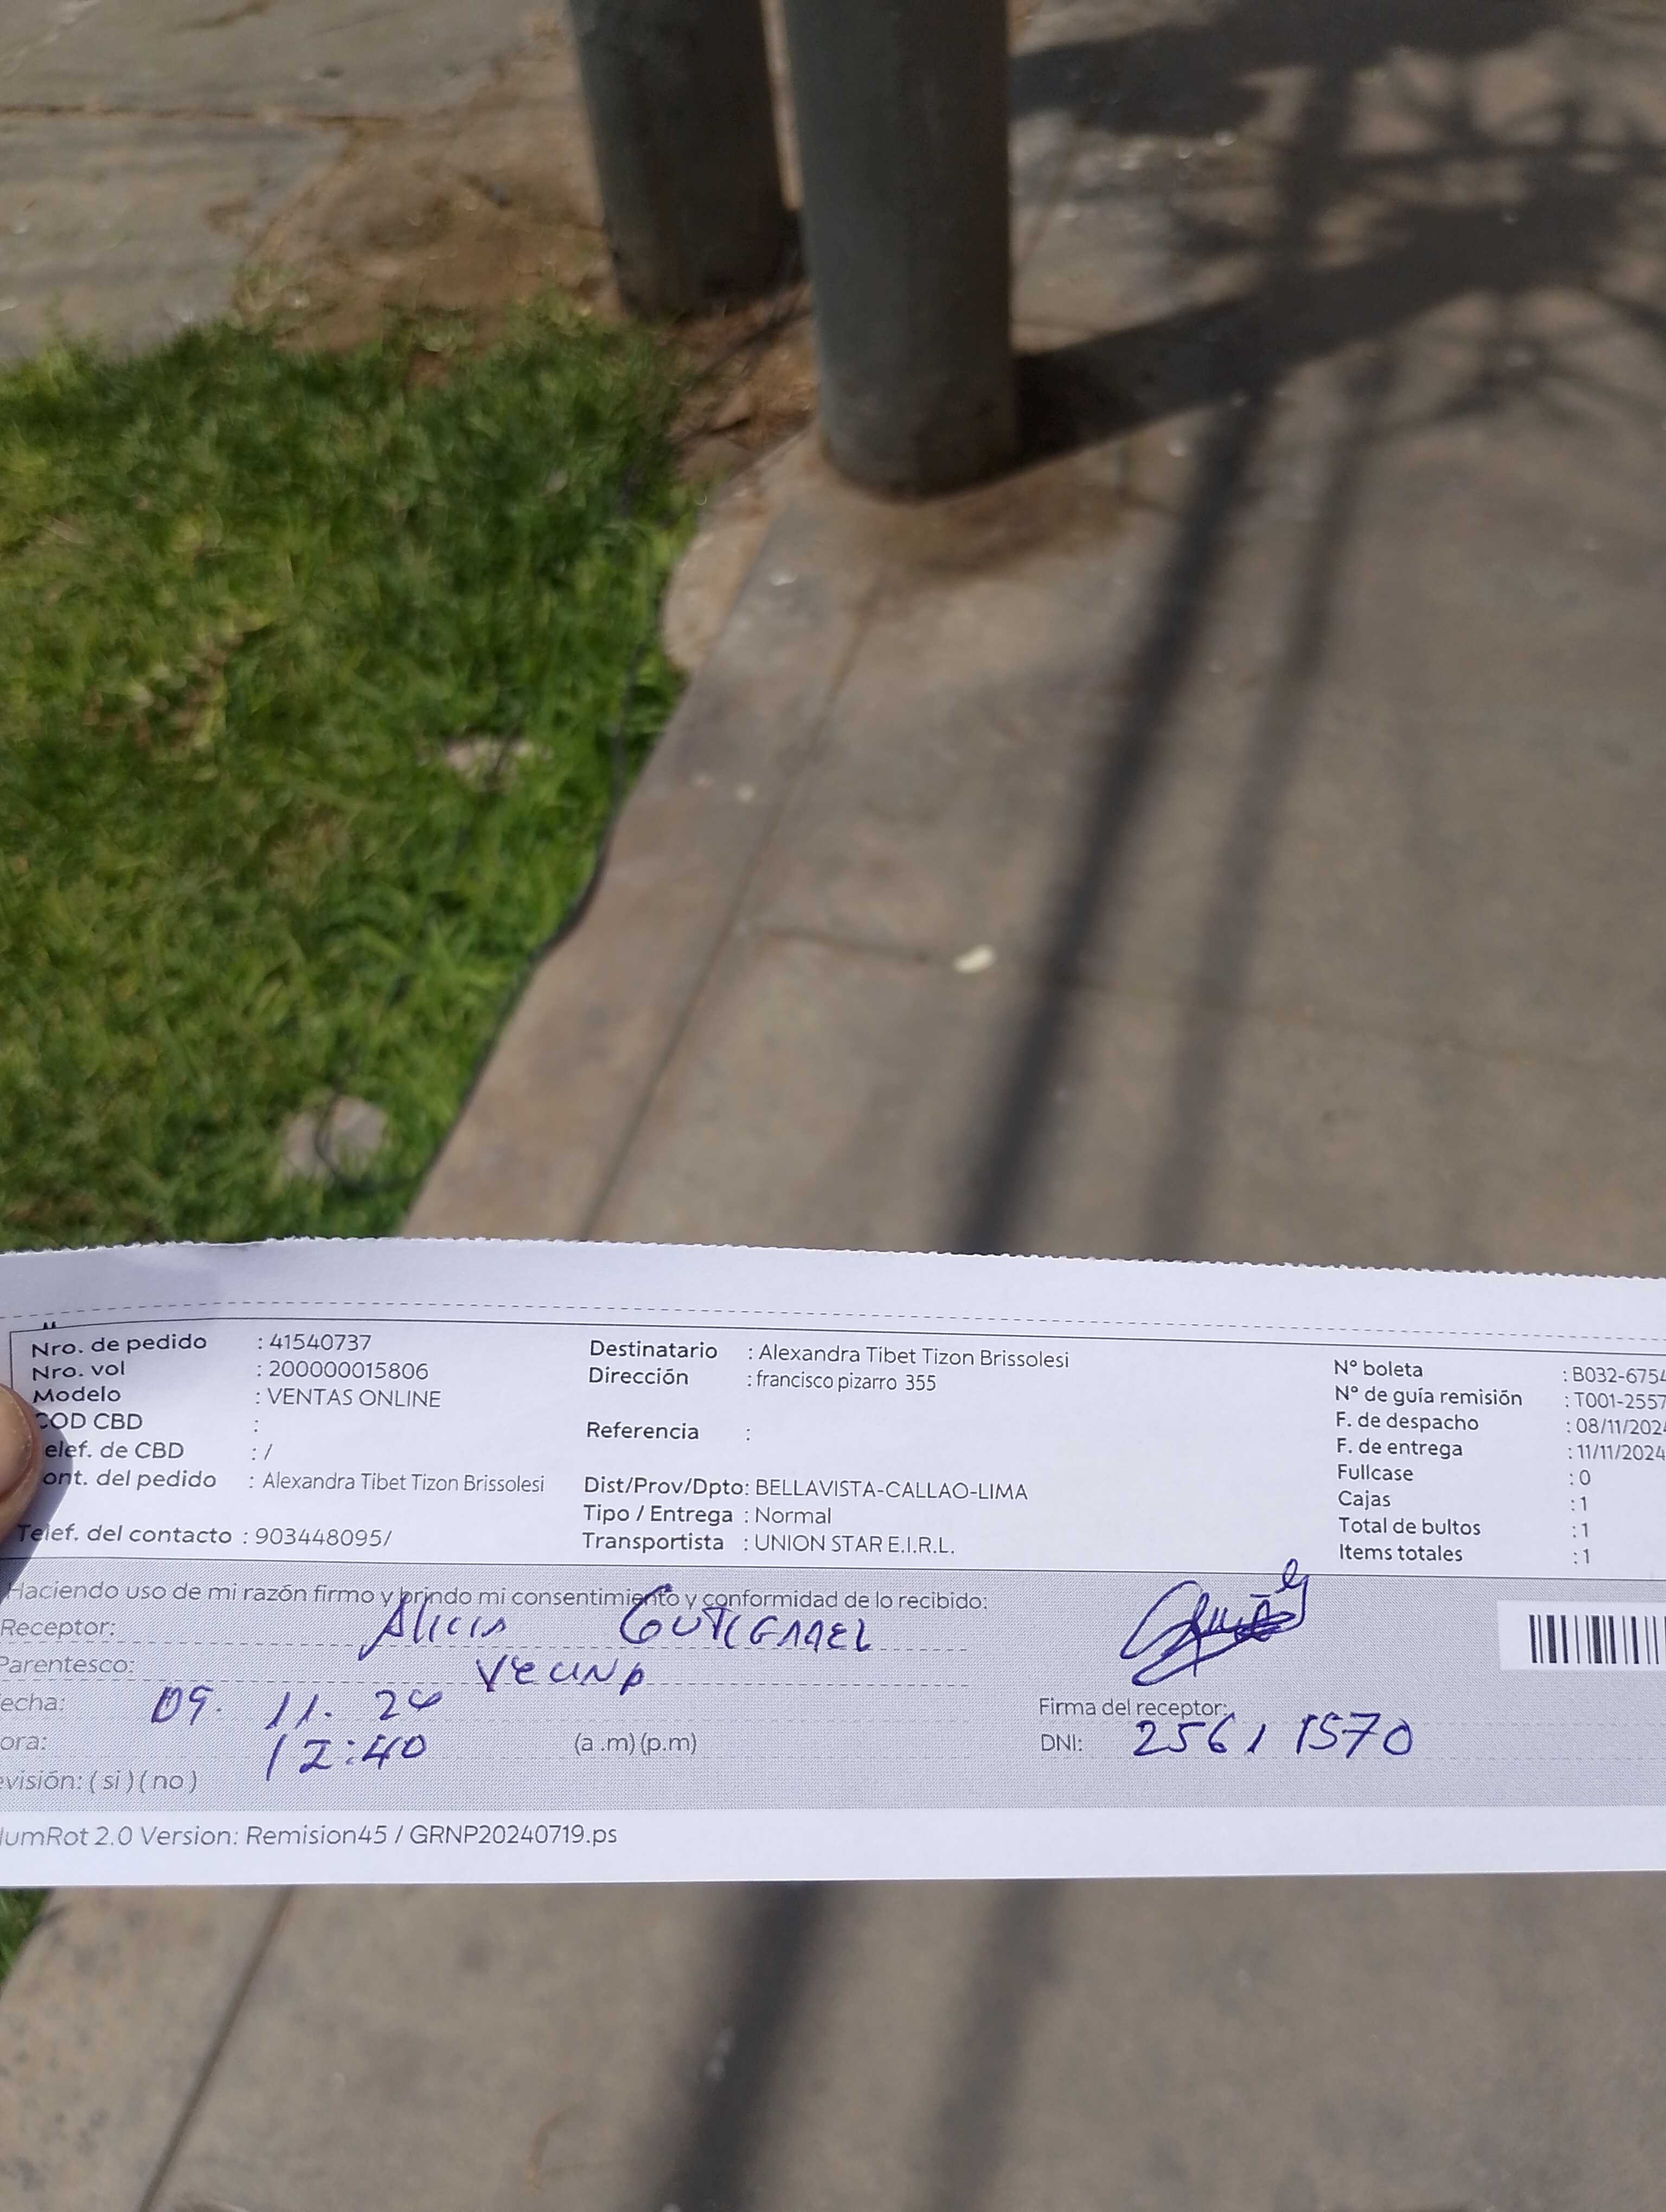 Nro. de pedido : 41540737
Nro. vol : 200000015806
Modelo : VENTAS ONLINE
COD CBD :
elef. de CBD : /
ont. del pedido : Alexandra Tibet Tizon Brissolesi
Telef. del contacto : 903448095/
Destinatario : Alexandra Tibet Tizon Brissolesi
Dirección : francisco pizarro 355
Referencia :
Dist/Prov/Dpto: BELLAVISTA-CALLAO-LIMA
Tipo / Entrega : Normal
Transportista : UNION STAR E.I.R.L.
N° boleta : B032-6754
N° de guía remisión : T001-2557
F. de despacho : 08/11/2024
F. de entrega : 11/11/2024
Fullcase : 0
Cajas : 1
Total de bultos : 1
Items totales : 1
Haciendo uso de mi razón firmo y brindo mi consentimiento y conformidad de lo recibido:
Receptor: Alicia
Parentesco:
echa: 09. 11. 24
ora: 12:40 (a .m) (p.m)
evisión: ( si ) ( no )
Firma del receptor:
DNI: 25611570
umRot 2.0 Version: Remision45 / GRNP20240719.ps